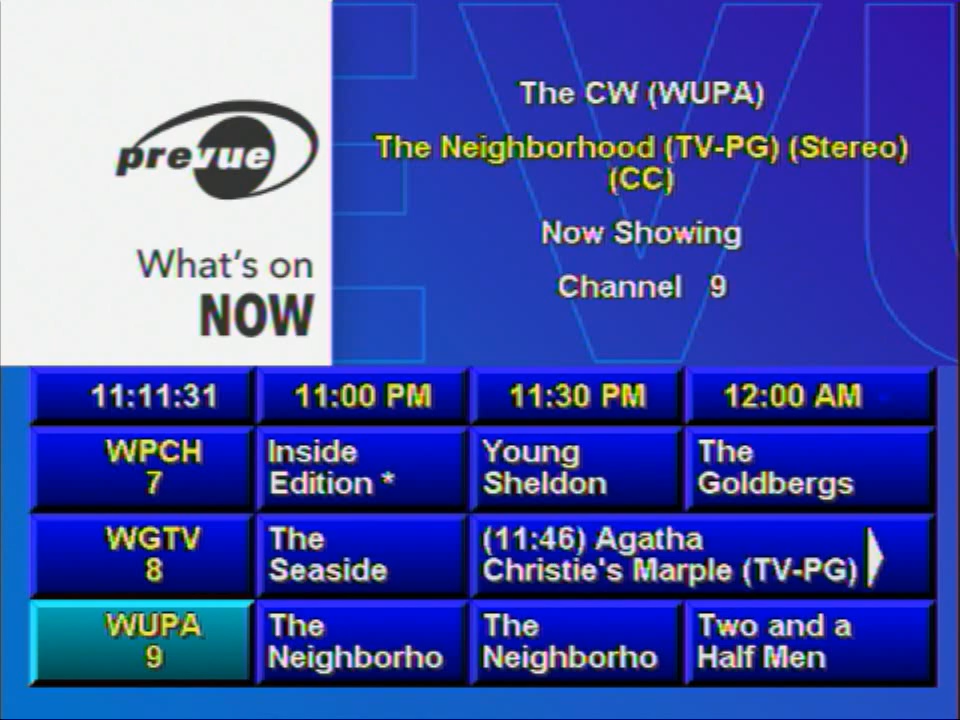 The CW (WUPA)
The Neighborhood (TV-PG) (Stereo)
(CC)
Now Showing
Channel 9
prevue
What's on
NOW
11:11:31 11:00 PM 11:30 PM 12:00 AM
WPCH Inside Young The
7 Edition * Sheldon Goldbergs
WGTV The (11:46) Agatha
8 Seaside Christie's Marple (TV-PG)
WUPA The The Two and a
9 Neighborho Neighborho Half Men